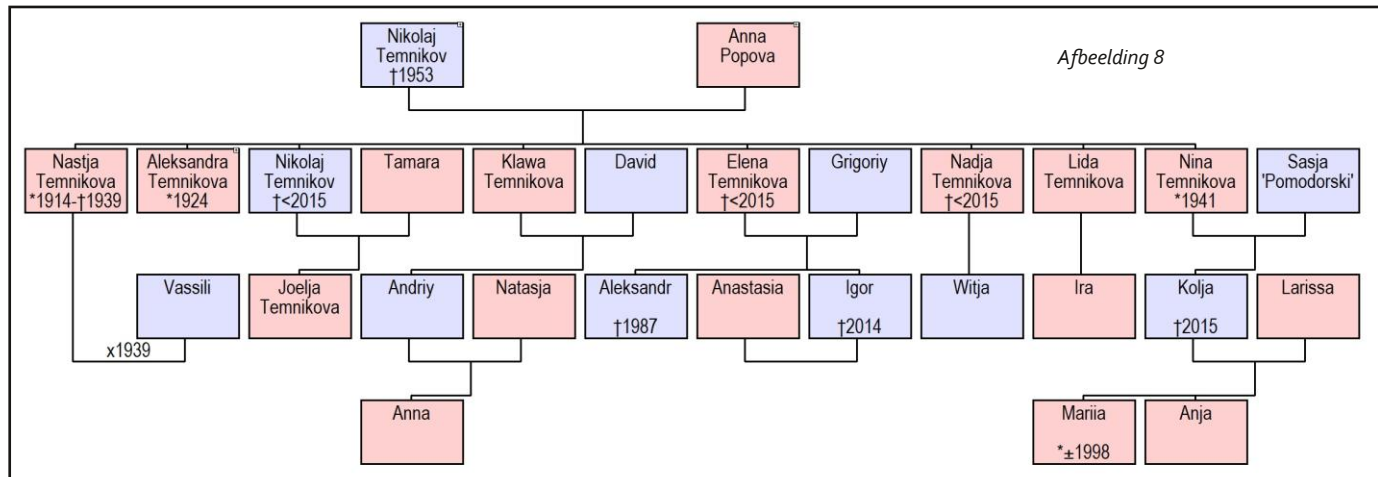 Nikolaj
Temnikov
†1953
Anna
Popova
Afbeelding 8
Nastja
Temnikova
*1914-†1939
Aleksandra
Temnikova
*1924
Nikolaj
Temnikov
†<2015
Tamara
Klawa
Temnikova
David
Elena
Temnikova
†<2015
Grigoriy
Nadja
Temnikova
†<2015
Lida
Temnikova
Nina
Temnikova
*1941
Sasja
'Pomodorski'
Vassili
Joelja
Temnikova
Andriy
Natasja
Aleksandr
†1987
Anastasia
Igor
†2014
Witja
Ira
Kolja
†2015
Larissa
x1939
Anna
Mariia
*±1998
Anja